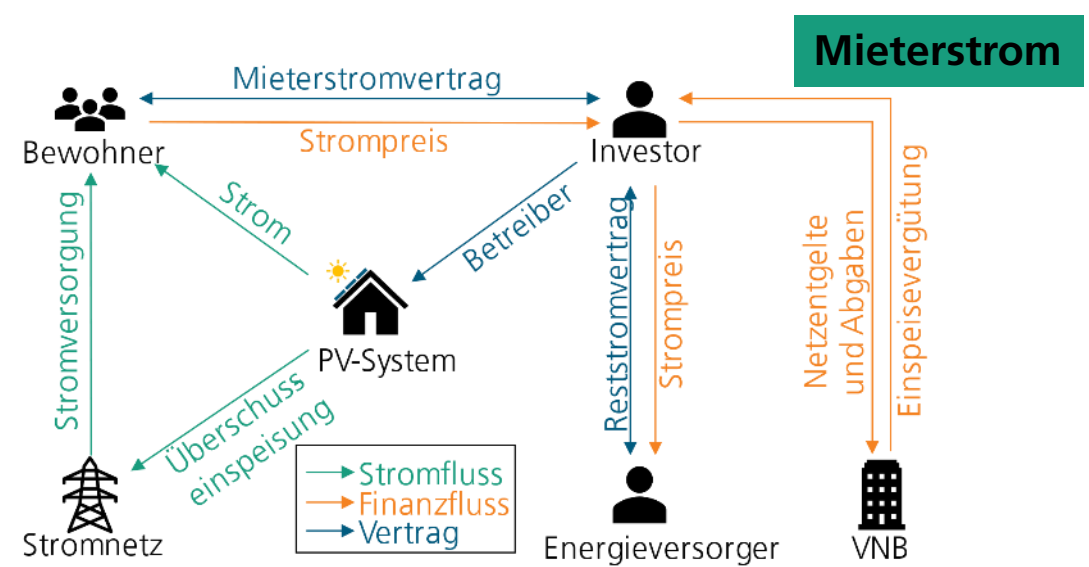 Mieterstrom
Mieterstromvertrag
Strompreis
Bewohner
Investor
Strom
Betreiber
Stromversorgung
Reststromvertrag
Strompreis
Netzentgelte
und Abgaben
Einspeisevergütung
PV-System
Überschuss
einspeisung
Stromfluss
Finanzfluss
Vertrag
Stromnetz
Energieversorger
VNB